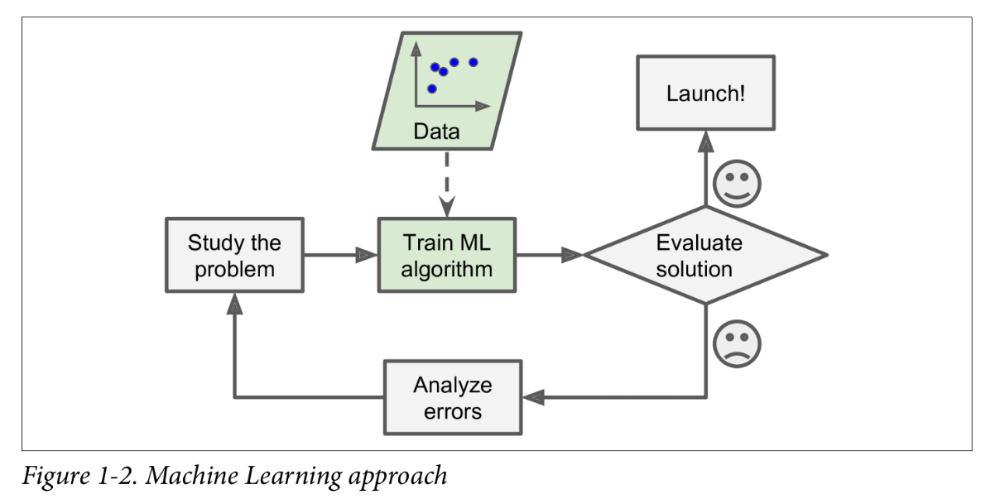 Data
Launch!
Study the
problem
Train ML
algorithm
Evaluate
solution
Analyze
errors
Figure 1-2. Machine Learning approach